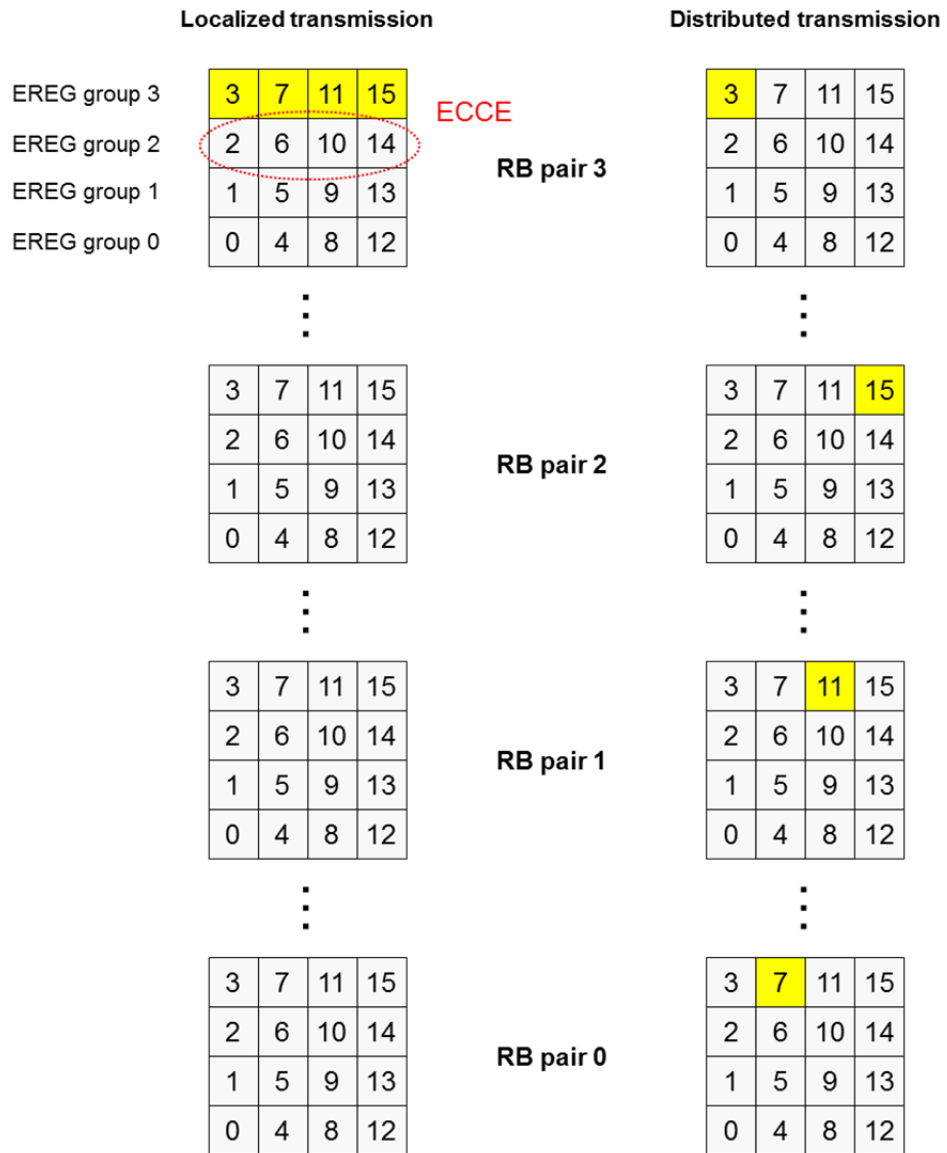 Localized transmission Distributed transmission
EREG group 3 3 7 11 15 ECCE 3 7 11 15
EREG group 2 2 6 10 14 RB pair 3 2 6 10 14
EREG group 1 1 5 9 13 1 5 9 13
EREG group 0 0 4 8 12 0 4 8 12
3 7 11 15 3 7 11 15
2 6 10 14 2 6 10 14
RB pair 2
1 5 9 13 1 5 9 13
0 4 8 12 0 4 8 12
3 7 11 15 3 7 11 15
2 6 10 14 2 6 10 14
RB pair 1
1 5 9 13 1 5 9 13
0 4 8 12 0 4 8 12
3 7 11 15 3 7 11 15
2 6 10 14 2 6 10 14
RB pair 0
1 5 9 13 1 5 9 13
0 4 8 12 0 4 8 12